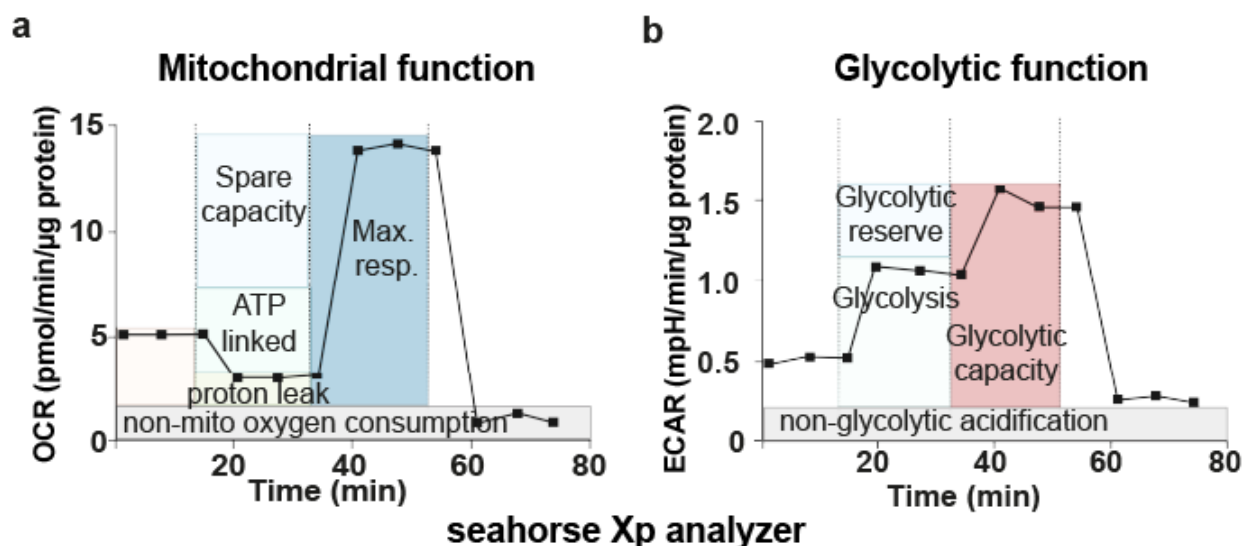 a
Mitochondrial function
OCR (pmol/min/µg protein)
15
10
5
0
Spare
capacity
ATP
linked
proton leak
Max.
resp.
non-mito oxygen consumption
20
40
60
80
Time (min)
b
Glycolytic function
ECAR (mpH/min/µg protein)
2.0
1.5
1.0
0.5
0
Glycolytic
reserve
Glycolysis
Glycolytic
capacity
non-glycolytic acidification
20
40
60
80
Time (min)
seahorse Xp analyzer